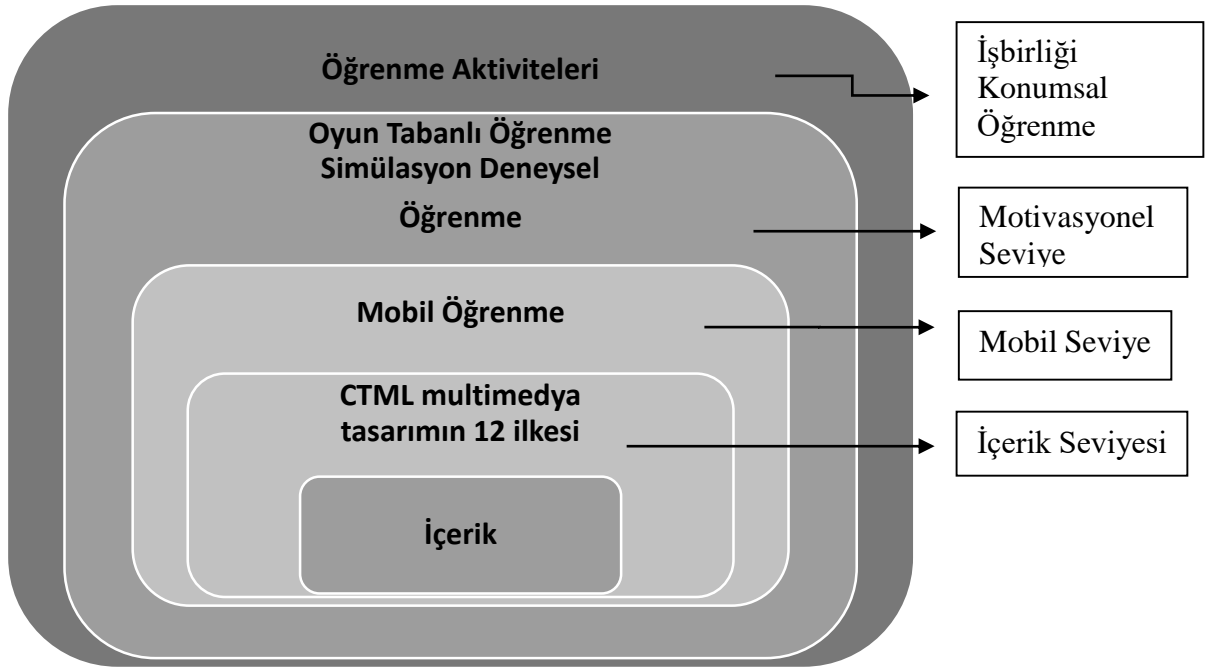 Öğrenme Aktiviteleri
İşbirliği
Konumsal
Öğrenme
Oyun Tabanlı Öğrenme
Simülasyon Deneysel
Öğrenme
Motivasyonel
Seviye
Mobil Öğrenme
Mobil Seviye
CTML multimedya
tasarımın 12 ilkesi
İçerik Seviyesi
İçerik